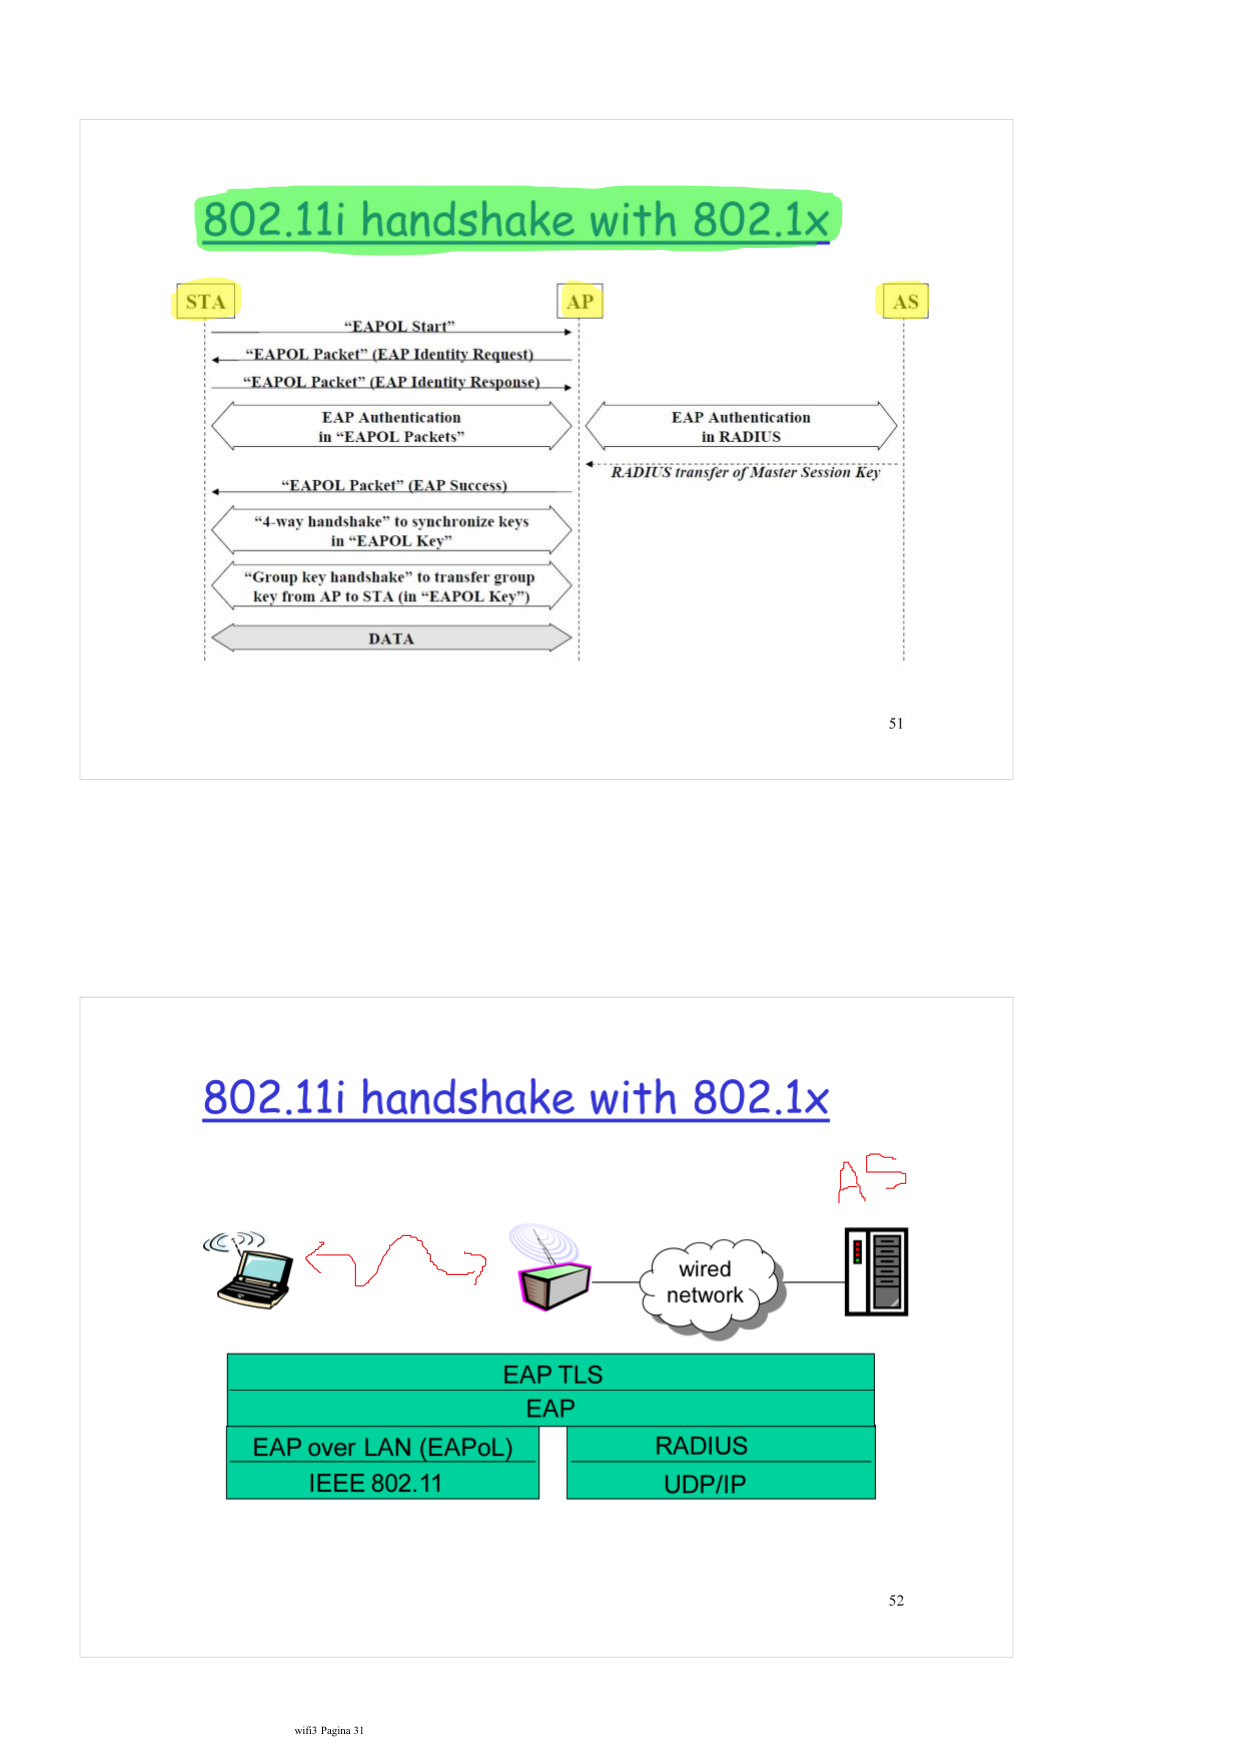 802.11i handshake with 802.1x
STA
AP
AS
“EAPOL Start”
“EAPOL Packet” (EAP Identity Request)
“EAPOL Packet” (EAP Identity Response)
EAP Authentication
in “EAPOL Packets”
EAP Authentication
in RADIUS
RADIUS transfer of Master Session Key
“EAPOL Packet” (EAP Success)
“4-way handshake” to synchronize keys
in “EAPOL Key”
“Group key handshake” to transfer group
key from AP to STA (in “EAPOL Key”)
DATA
51
802.11i handshake with 802.1x
AS
wired
network
EAP TLS
EAP
EAP over LAN (EAPoL)
RADIUS
IEEE 802.11
UDP/IP
52
wifi3 Pagina 31